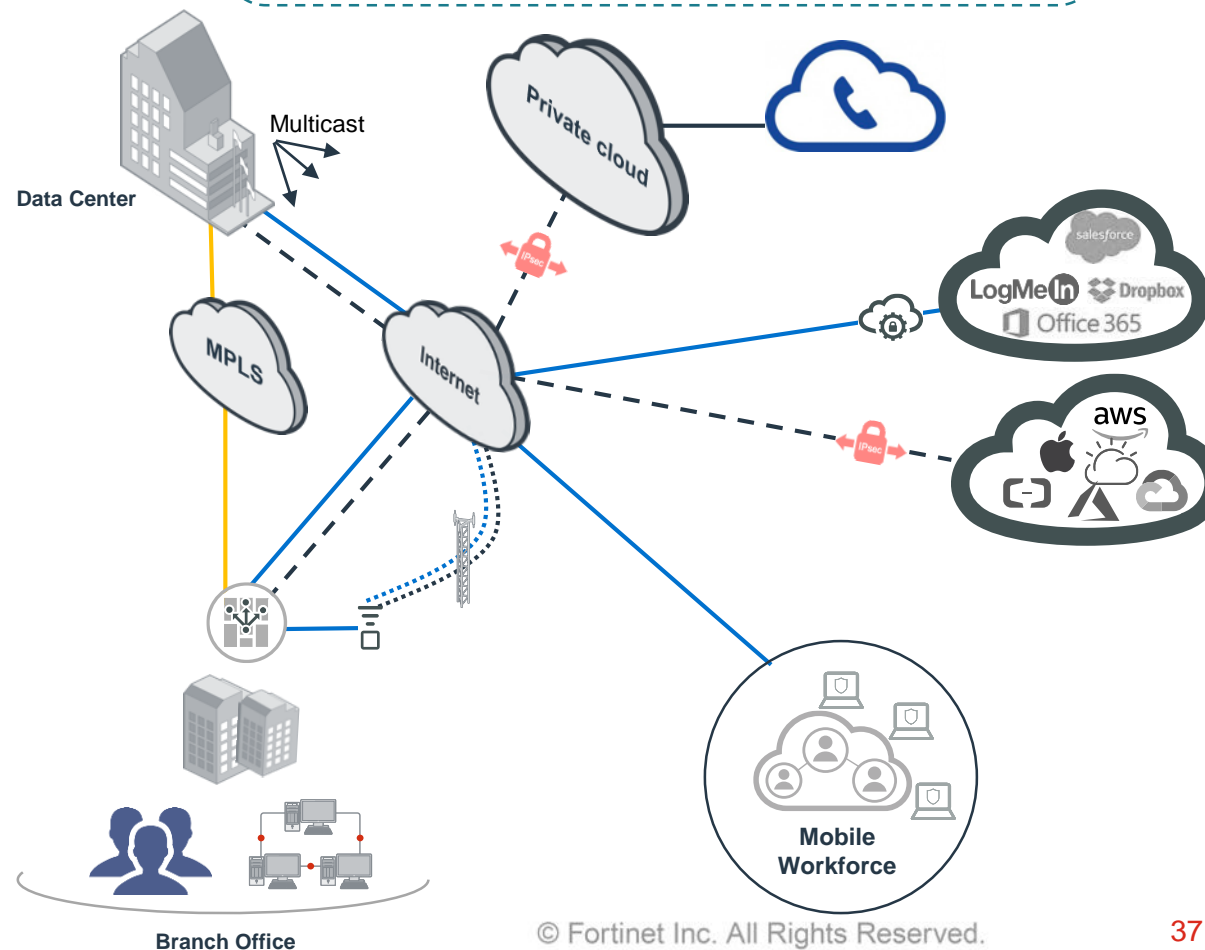 Multicast
Data Center
Private cloud
IPsec
salesforce
LogMeIn
Dropbox
Office 365
MPLS
Internet
aws
IPsec
Mobile
Workforce
Branch Office
© Fortinet Inc. All Rights Reserved.
37